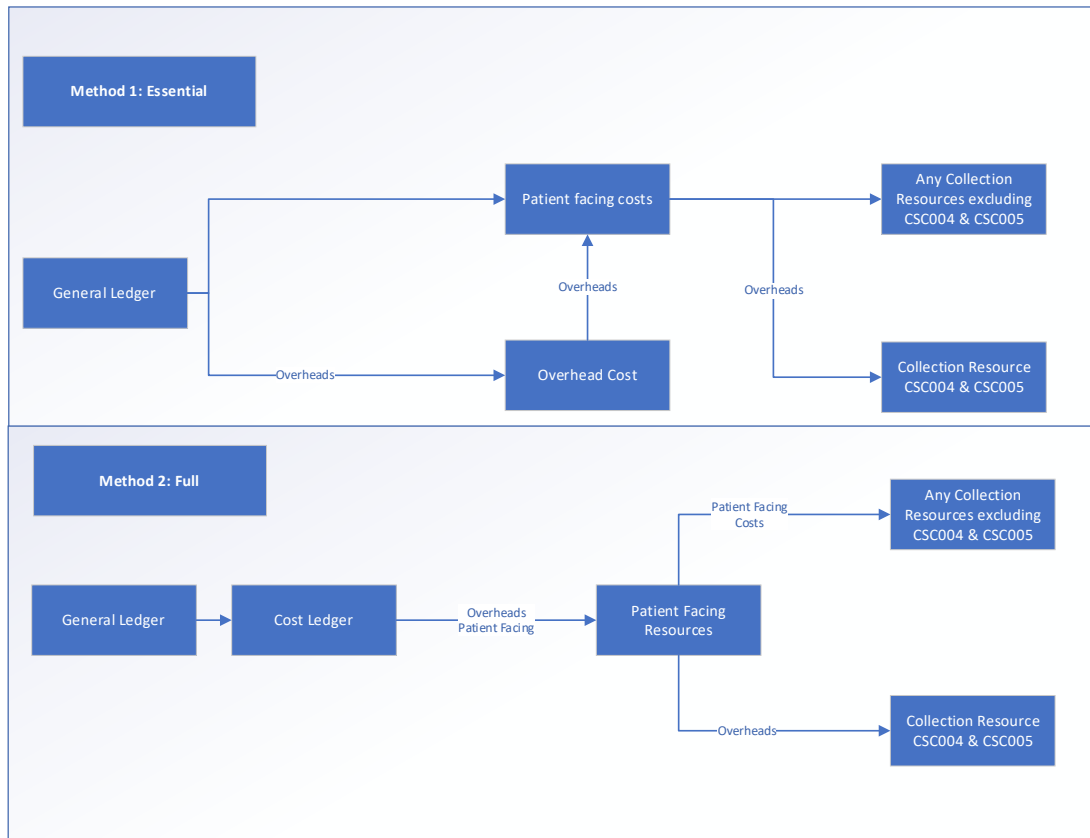 Method 1: Essential
Patient facing costs
Any Collection
Resources excluding
CSC004 & CSC005
General Ledger
Overheads
Overheads
Overheads
Overhead Cost
Collection Resource
CSC004 & CSC005
Method 2: Full
Patient Facing
Costs
Any Collection
Resources excluding
CSC004 & CSC005
General Ledger
Cost Ledger
Overheads
Patient Facing
Patient Facing
Resources
Overheads
Collection Resource
CSC004 & CSC005